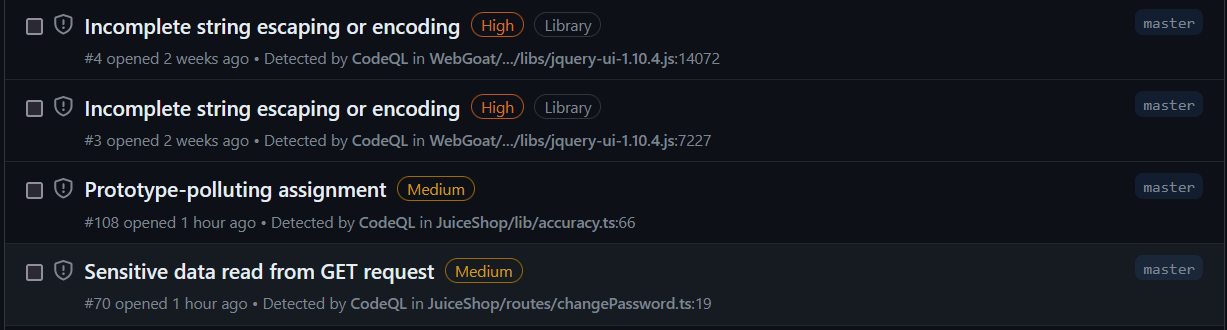 Incomplete string escaping or encoding High Library master
#4 opened 2 weeks ago • Detected by CodeQL in WebGoat/.../libs/jquery-ui-1.10.4.js:14072
Incomplete string escaping or encoding High Library master
#3 opened 2 weeks ago • Detected by CodeQL in WebGoat/.../libs/jquery-ui-1.10.4.js:7227
Prototype-polluting assignment Medium master
#108 opened 1 hour ago • Detected by CodeQL in JuiceShop/lib/accuracy.ts:66
Sensitive data read from GET request Medium master
#70 opened 1 hour ago • Detected by CodeQL in JuiceShop/routes/changePassword.ts:19